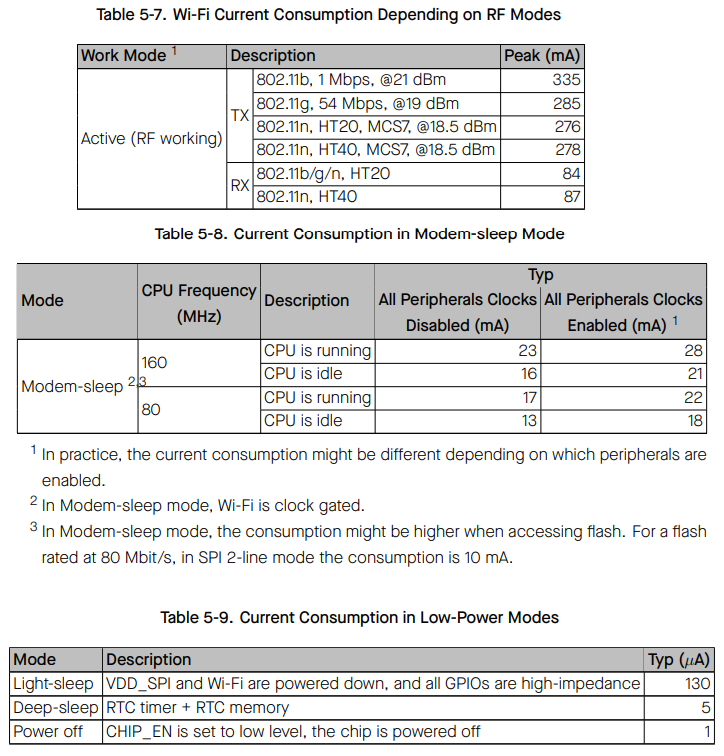 Table 5-7. Wi-Fi Current Consumption Depending on RF Modes
Work Mode 1 Description Peak (mA)
Active (RF working) TX 802.11b, 1 Mbps, @21 dBm 335
802.11g, 54 Mbps, @19 dBm 285
802.11n, HT20, MCS7, @18.5 dBm 276
802.11n, HT40, MCS7, @18.5 dBm 278
RX 802.11b/g/n, HT20 84
802.11n, HT40 87
Table 5-8. Current Consumption in Modem-sleep Mode
Mode CPU Frequency (MHz) Description Typ
All Peripherals Clocks Disabled (mA) All Peripherals Clocks Enabled (mA) 1
Modem-sleep 2,3 160 CPU is running 23 28
CPU is idle 16 21
80 CPU is running 17 22
CPU is idle 13 18
1 In practice, the current consumption might be different depending on which peripherals are
enabled.
2 In Modem-sleep mode, Wi-Fi is clock gated.
3 In Modem-sleep mode, the consumption might be higher when accessing flash. For a flash
rated at 80 Mbit/s, in SPI 2-line mode the consumption is 10 mA.
Table 5-9. Current Consumption in Low-Power Modes
Mode Description Typ (μA)
Light-sleep VDD_SPI and Wi-Fi are powered down, and all GPIOs are high-impedance 130
Deep-sleep RTC timer + RTC memory 5
Power off CHIP_EN is set to low level, the chip is powered off 1